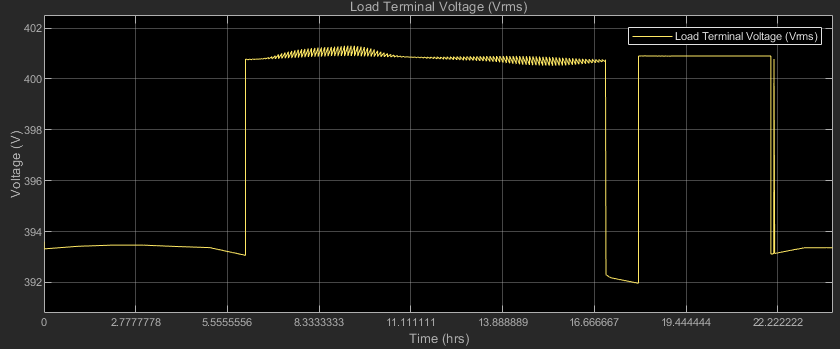 Load Terminal Voltage (Vrms)
Load Terminal Voltage (Vrms)
402
400
398
396
394
392
Voltage (V)
0 2.7777778 5.5555556 8.3333333 11.111111 13.888889 16.666667 19.444444 22.222222
Time (hrs)